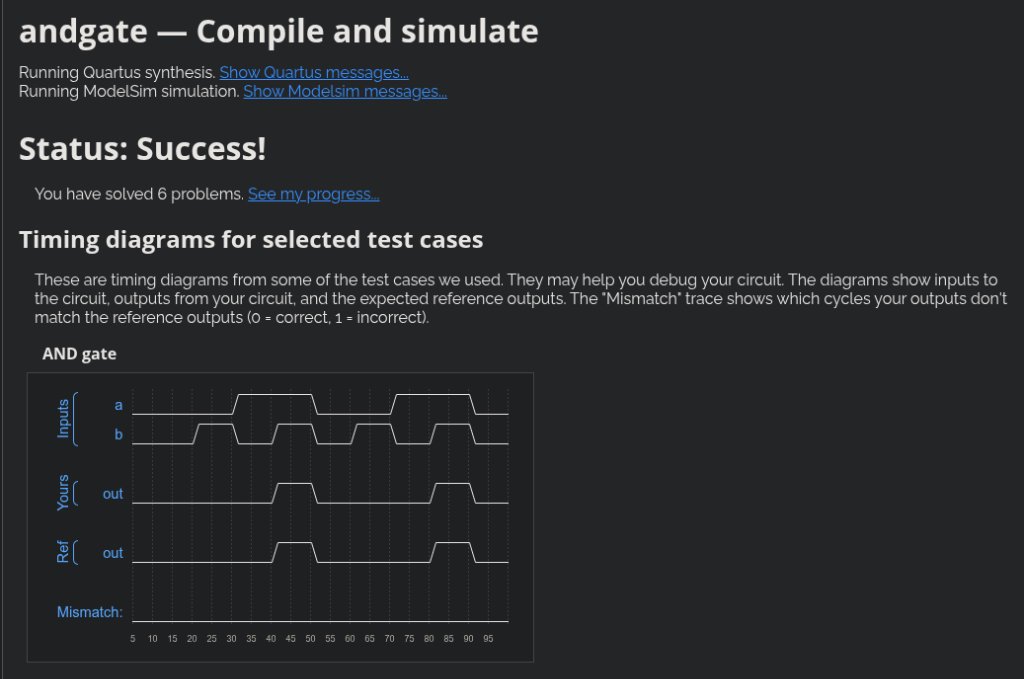 andgate — Compile and simulate
Running Quartus synthesis. Show Quartus messages...
Running ModelSim simulation. Show Modelsim messages...
Status: Success!
You have solved 6 problems. See my progress...
Timing diagrams for selected test cases
These are timing diagrams from some of the test cases we used. They may help you debug your circuit. The diagrams show inputs to
the circuit, outputs from your circuit, and the expected reference outputs. The "Mismatch" trace shows which cycles your outputs don't
match the reference outputs (0 = correct, 1 = incorrect).
AND gate
Inputs
a
b
Yours
out
Ref
out
Mismatch:
5 10 15 20 25 30 35 40 45 50 55 60 65 70 75 80 85 90 95